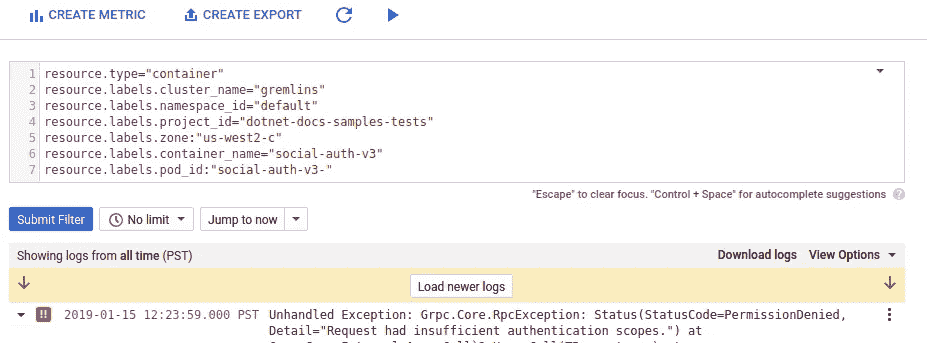 CREATE METRIC CREATE EXPORT
1 resource.type="container"
2 resource.labels.cluster_name="gremlins"
3 resource.labels.namespace_id="default"
4 resource.labels.project_id="dotnet-docs-samples-tests"
5 resource.labels.zone:"us-west2-c"
6 resource.labels.container_name="social-auth-v3"
7 resource.labels.pod_id:"social-auth-v3-"
"Escape" to clear focus. "Control + Space" for autocomplete suggestions ?
Submit Filter No limit Jump to now
Showing logs from all time (PST) Download logs View Options
Load newer logs
!! 2019-01-15 12:23:59.000 PST Unhandled Exception: Grpc.Core.RpcException: Status(StatusCode=PermissionDenied,
Detail="Request had insufficient authentication scopes.") at